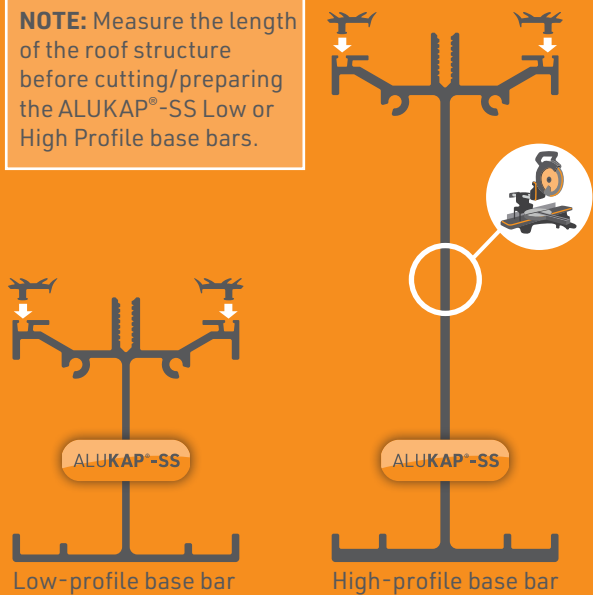 NOTE: Measure the length
of the roof structure
before cutting/preparing
the ALUKAP®-SS Low or
High Profile base bars.
ALUKAP®-SS
ALUKAP®-SS
Low-profile base bar
High-profile base bar